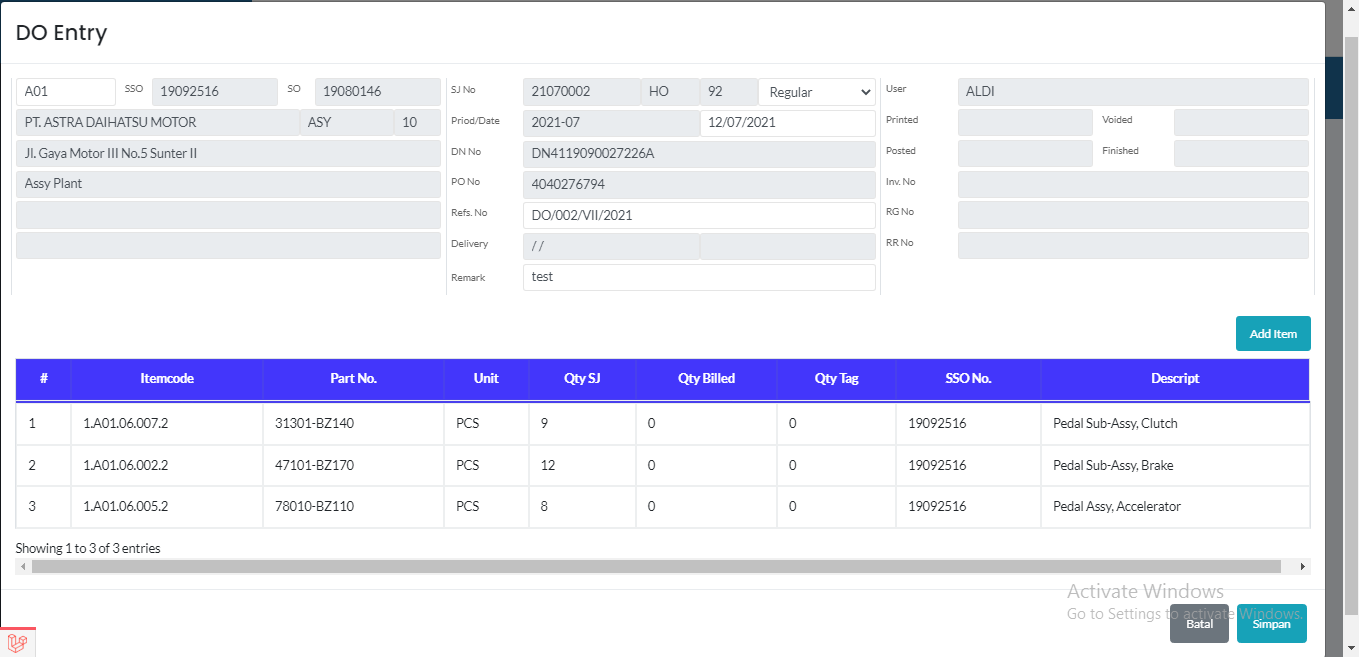 DO Entry
A01 SSO 19092516 SO 19080146
PT. ASTRA DAIHATSU MOTOR ASY 10
Jl. Gaya Motor III No.5 Sunter II
Assy Plant
SJ No 21070002 HO 92 Regular
Priod/Date 2021-07 12/07/2021
DN No DN4119090027226A
PO No 4040276794
Refs. No DO/002/VII/2021
Delivery / /
Remark test
User ALDI
Printed Voided
Posted Finished
Inv. No
RG No
RR No
Add Item
# Itemcode Part No. Unit Qty SJ Qty Billed Qty Tag SSO No. Descript
1 1.A01.06.007.2 31301-BZ140 PCS 9 0 0 19092516 Pedal Sub-Assy, Clutch
2 1.A01.06.002.2 47101-BZ170 PCS 12 0 0 19092516 Pedal Sub-Assy, Brake
3 1.A01.06.005.2 78010-BZ110 PCS 8 0 0 19092516 Pedal Assy, Accelerator
Showing 1 to 3 of 3 entries
Activate Windows
Go to Settings to activate Windows.
Batal Simpan